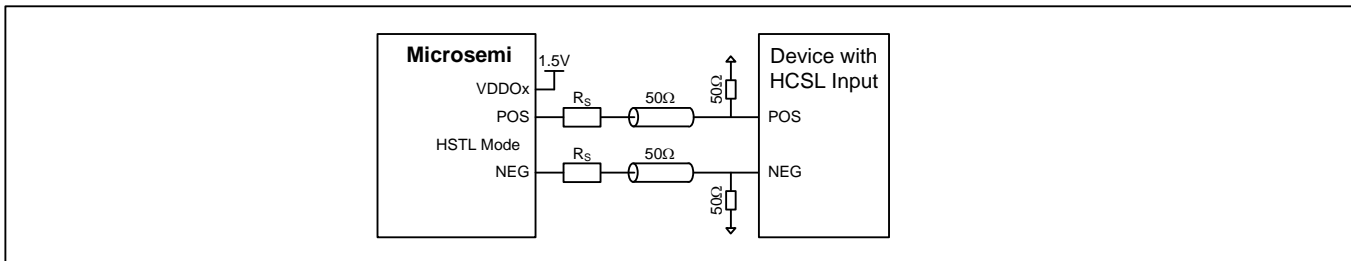 Microsemi
1.5V
VDDOx
POS
HSTL Mode
NEG
RS
50Ω
RS
50Ω
50Ω
50Ω
Device with
HCSL Input
POS
NEG